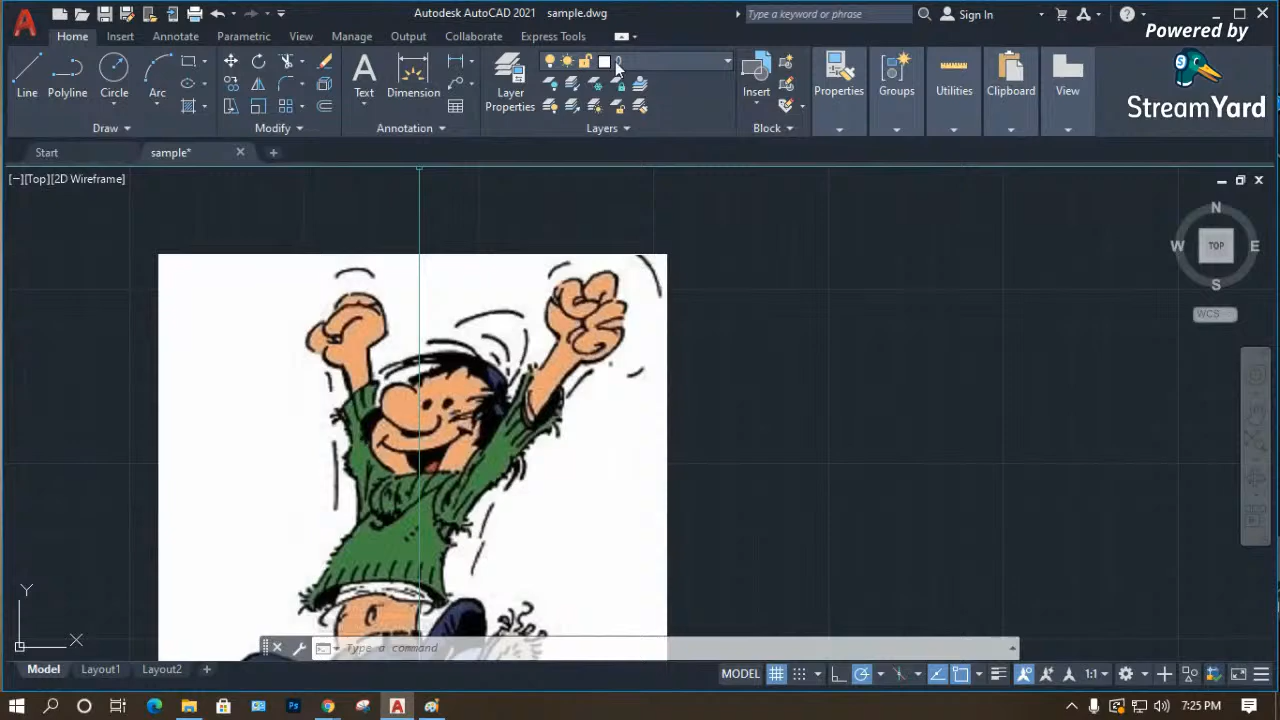 Autodesk AutoCAD 2021 sample.dwg
Type a keyword or phrase
Sign In
Powered by
StreamYard
Home Insert Annotate Parametric View Manage Output Collaborate Express Tools
0
Line Polyline Circle Arc
Text Dimension
Layer Properties
Insert
Properties Groups Utilities Clipboard View
Draw Modify Annotation Layers Block
Start sample*
[−][Top][2D Wireframe]
N
W TOP E
S
WCS
Y
X
Type a command
Model Layout1 Layout2 +
MODEL 1:1
7:25 PM